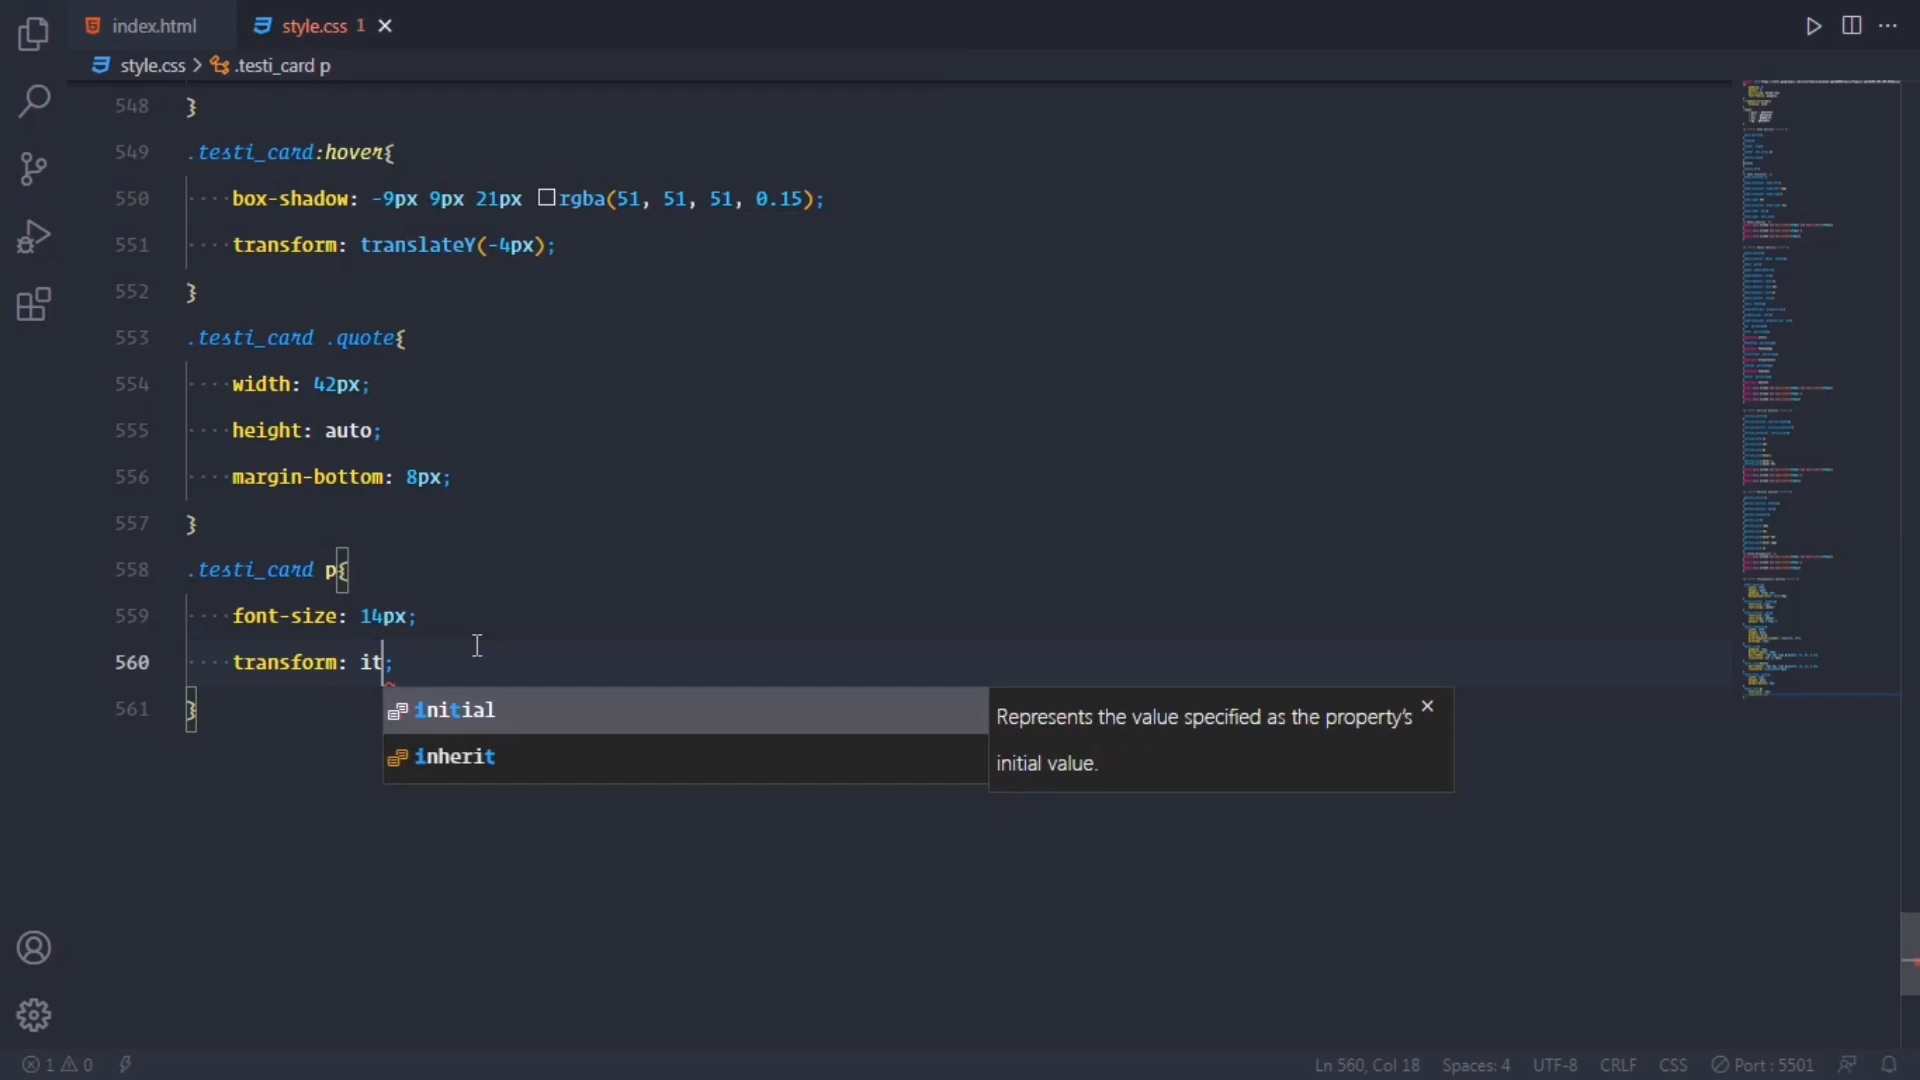 index.html
style.css 1
style.css > .testi_card p
548 }
549 .testi_card:hover{
550 box-shadow: -9px 9px 21px rgba(51, 51, 51, 0.15);
551 transform: translateY(-4px);
552 }
553 .testi_card .quote{
554 width: 42px;
555 height: auto;
556 margin-bottom: 8px;
557 }
558 .testi_card p{
559 font-size: 14px;
560 transform: it;
561 }
initial
inherit
Represents the value specified as the property's
initial value.
1 0
Ln 560, Col 18
Spaces: 4
UTF-8
CRLF
CSS
Port : 5501